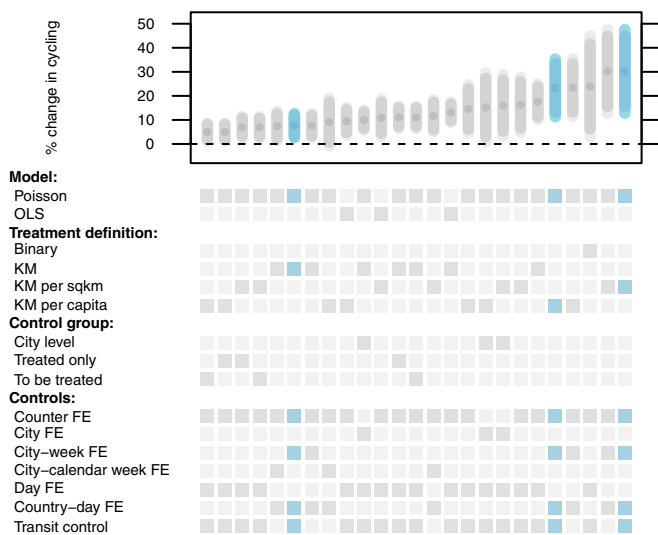 % change in cycling
50
40
30
20
10
0
Model:
Poisson
OLS
Treatment definition:
Binary
KM
KM per sqkm
KM per capita
Control group:
City level
Treated only
To be treated
Controls:
Counter FE
City FE
City−week FE
City−calendar week FE
Day FE
Country−day FE
Transit control